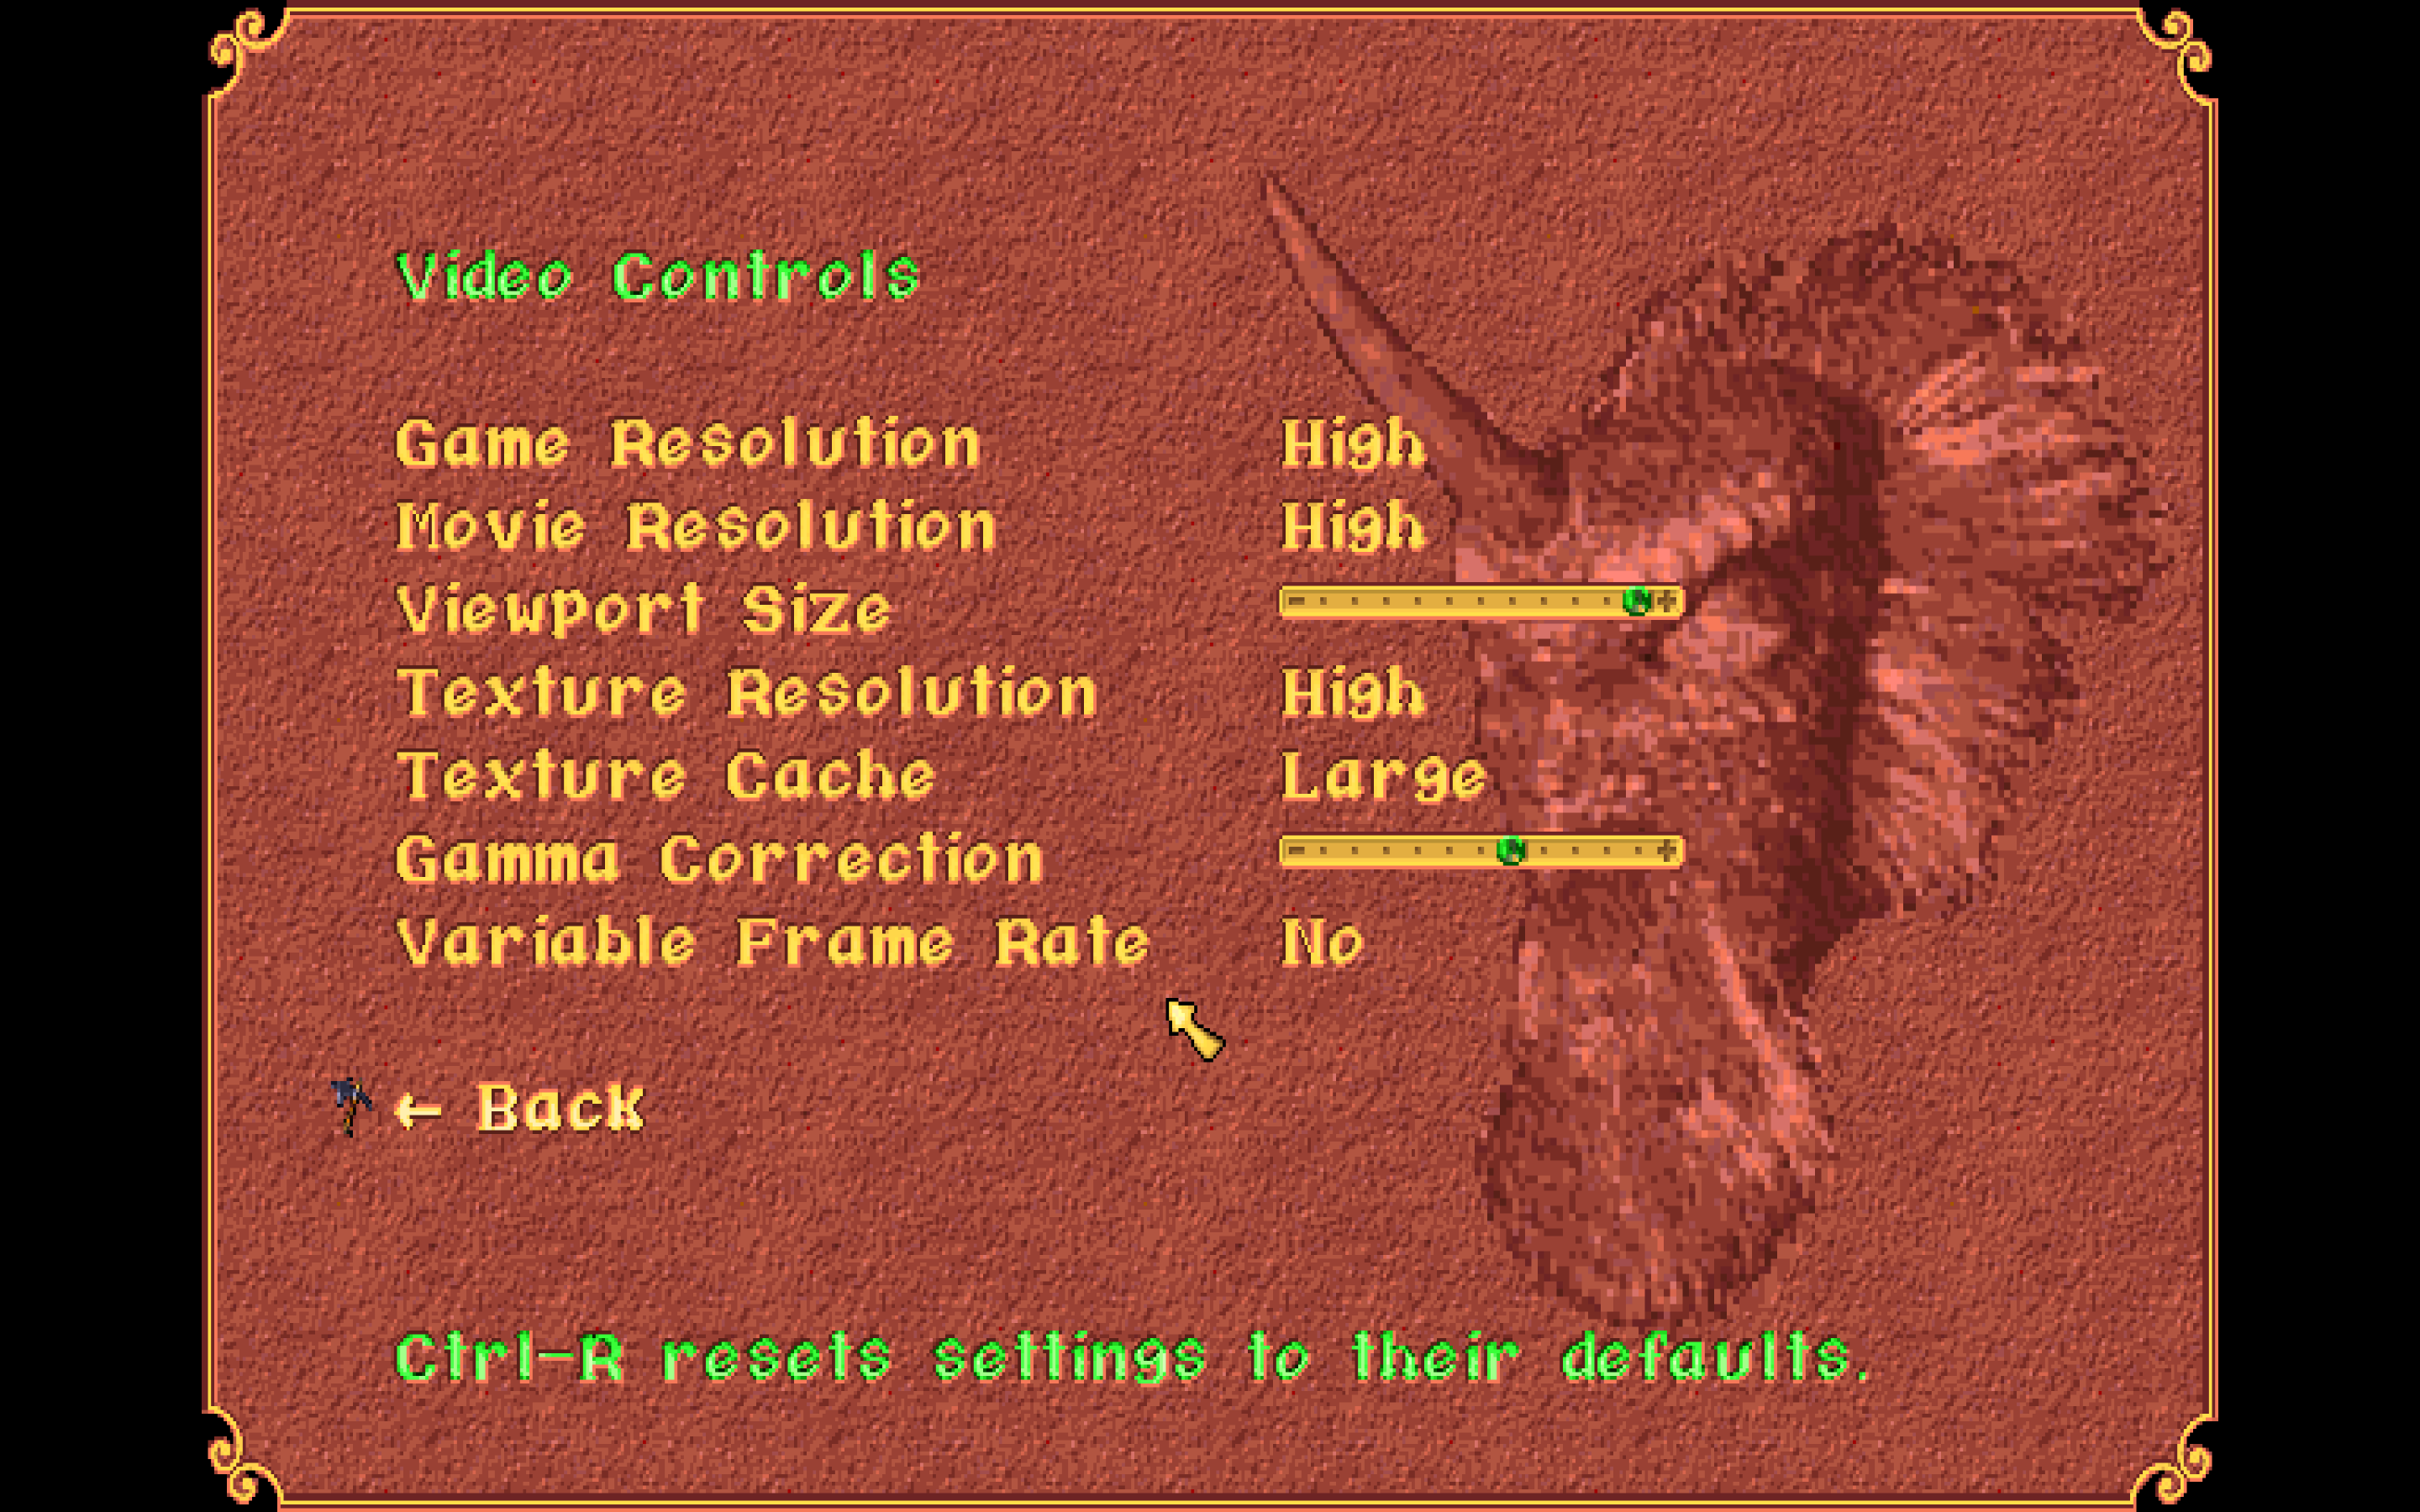 Video Controls
Game Resolution High
Movie Resolution High
Viewport Size
Texture Resolution High
Texture Cache Large
Gamma Correction
Variable Frame Rate No
← Back
Ctrl-R resets settings to their defaults.